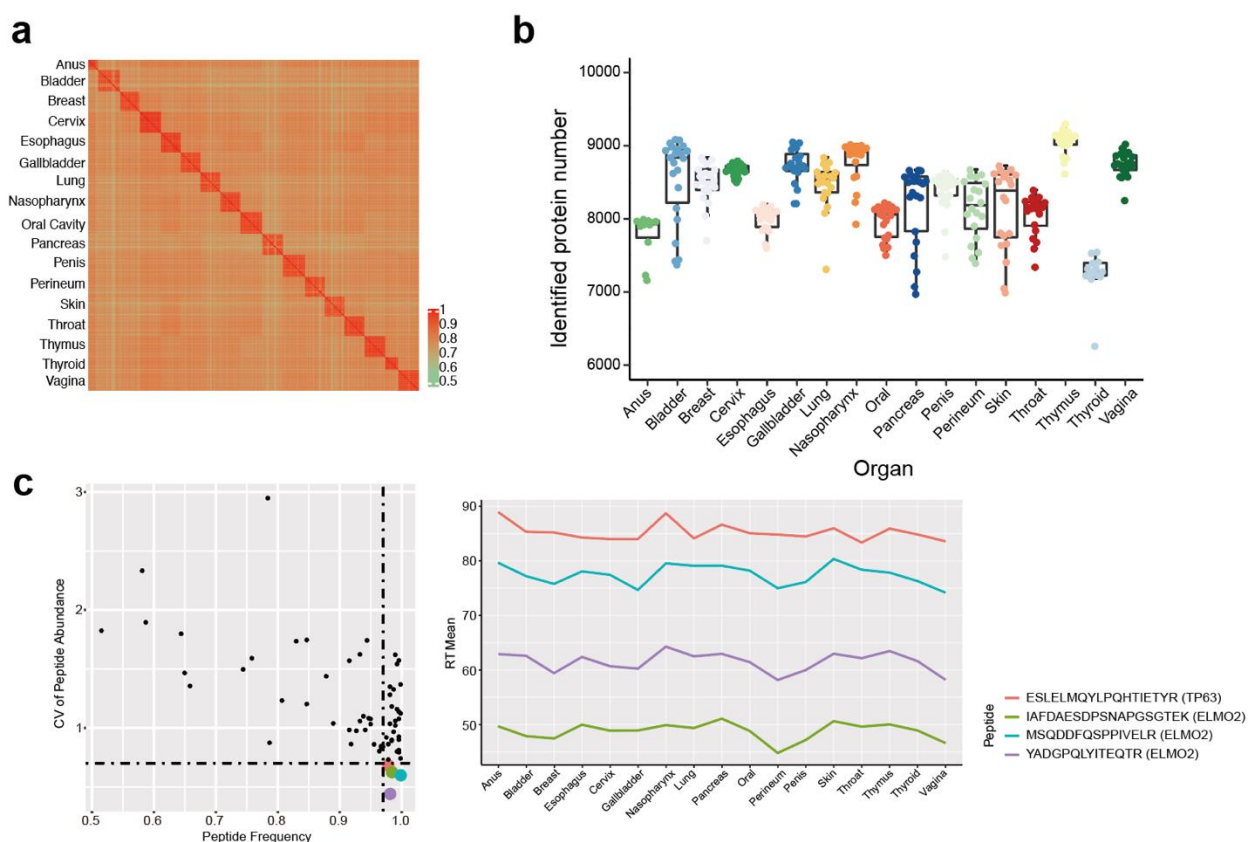 a
Anus
Bladder
Breast
Cervix
Esophagus
Gallbladder
Lung
Nasopharynx
Oral Cavity
Pancreas
Penis
Perineum
Skin
Throat
Thymus
Thyroid
Vagina
1
0.9
0.8
0.7
0.6
0.5
b
Identified protein number
10000
9000
8000
7000
6000
Anus
Bladder
Breast
Cervix
Esophagus
Gallbladder
Lung
Nasopharynx
Oral
Pancreas
Penis
Perineum
Skin
Throat
Thymus
Thyroid
Vagina
Organ
c
CV of Peptide Abundance
3
2
1
0.5 0.6 0.7 0.8 0.9 1.0
Peptide Frequency
RT Mean
90
80
70
60
50
Anus
Bladder
Breast
Esophagus
Cervix
Gallbladder
Nasopharynx
Lung
Pancreas
Oral
Perineum
Penis
Skin
Throat
Thymus
Thyroid
Vagina
Peptide
ESLELMQYLPQHTIETYR (TP63)
IAFDAESDPSNAPGSGTEK (ELMO2)
MSQDDFQSPPIVELR (ELMO2)
YADGPQLYITEQTR (ELMO2)